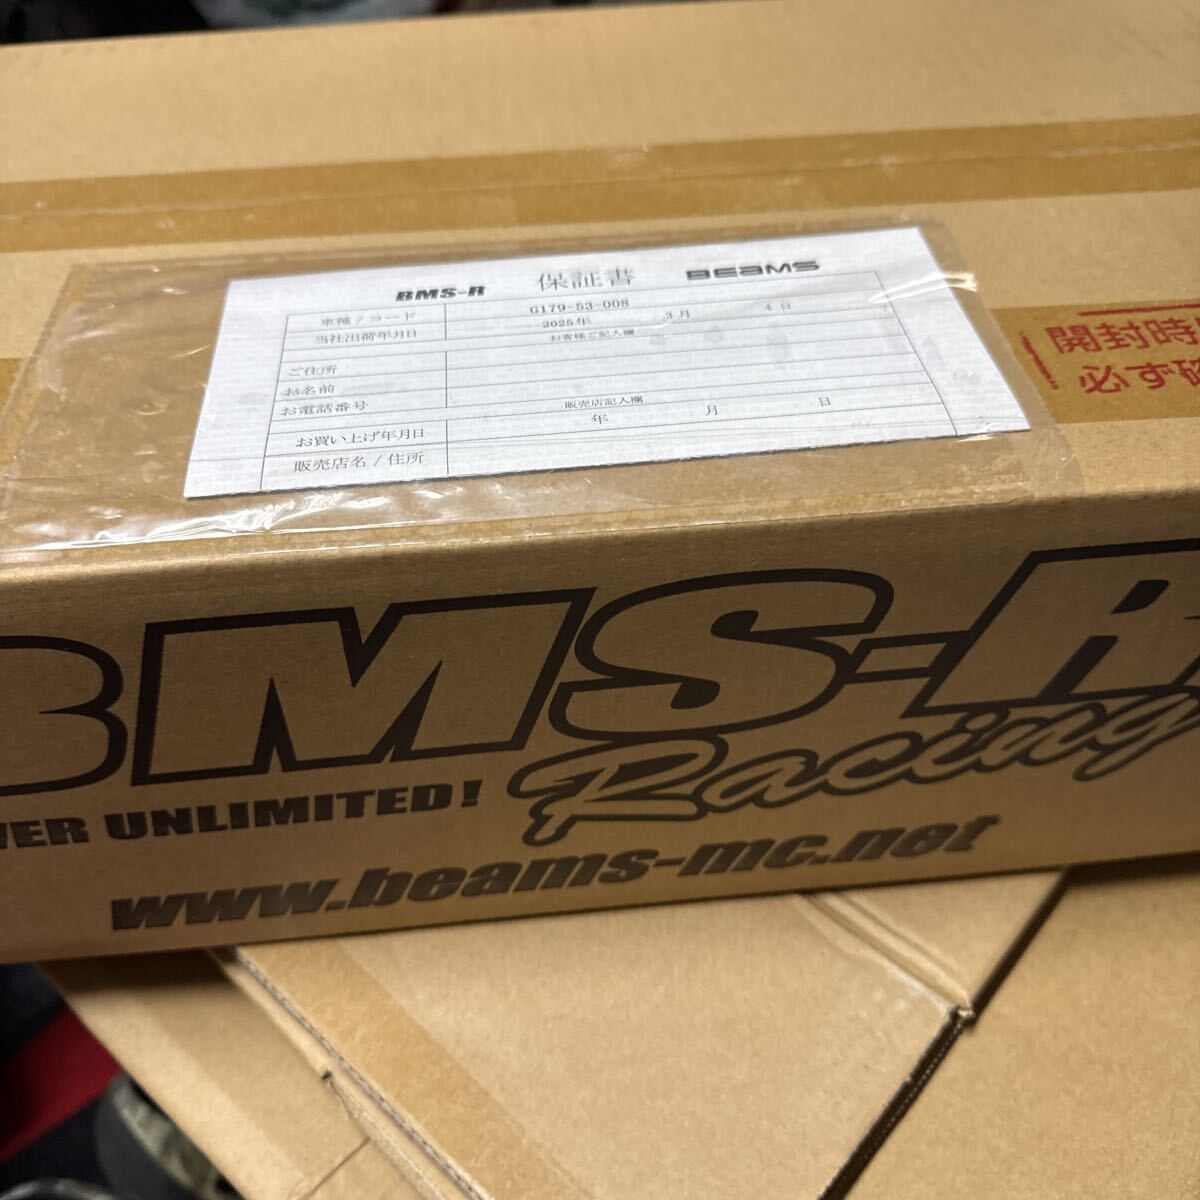 BMS-R 保証書 BEAMS
車種/コード G179-53-008
当社出荷年月日 2025年 3月 4日
お客様ご記入欄
ご住所
お名前
お電話番号
販売店記入欄
お買い上げ年月日 年 月 日
販売店名/住所
開封時
必ず確
BMS-R
Racing
WER UNLIMITED!
www.beams-mc.net